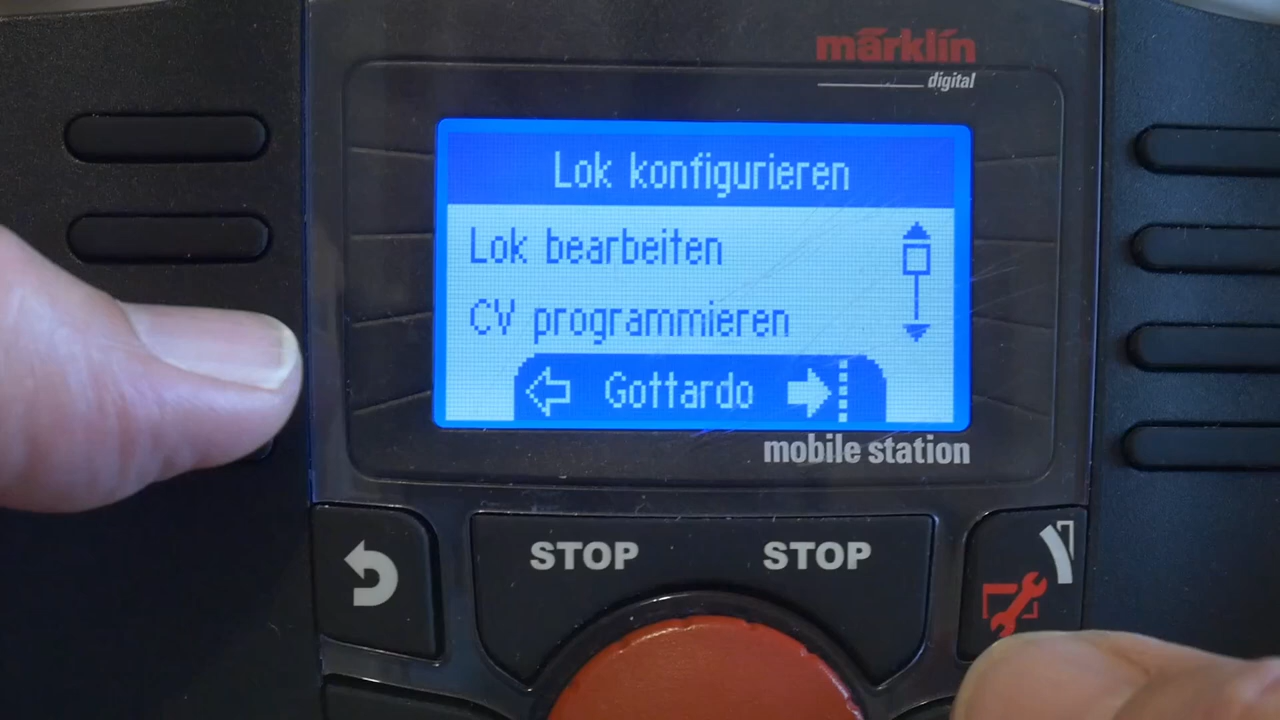 märklin
digital
Lok konfigurieren
Lok bearbeiten
CV programmieren
Gottardo
mobile station
STOP STOP